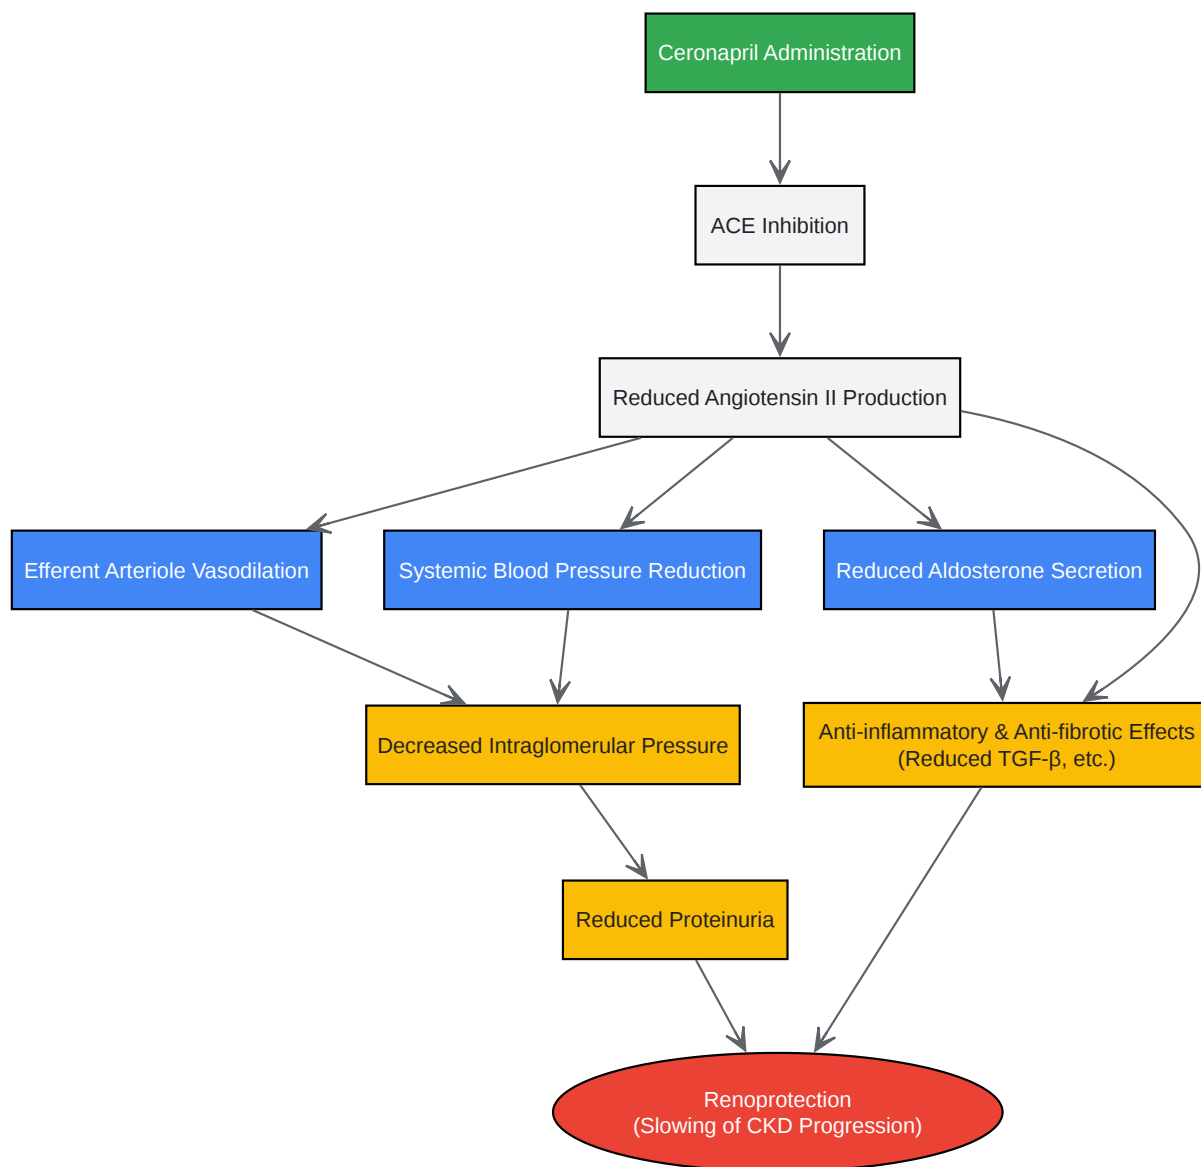 Ceronapril Administration
ACE Inhibition
Reduced Angiotensin II Production
Efferent Arteriole Vasodilation
Systemic Blood Pressure Reduction
Reduced Aldosterone Secretion
Decreased Intraglomerular Pressure
Anti-inflammatory & Anti-fibrotic Effects
(Reduced TGF-β, etc.)
Reduced Proteinuria
Renoprotection
(Slowing of CKD Progression)